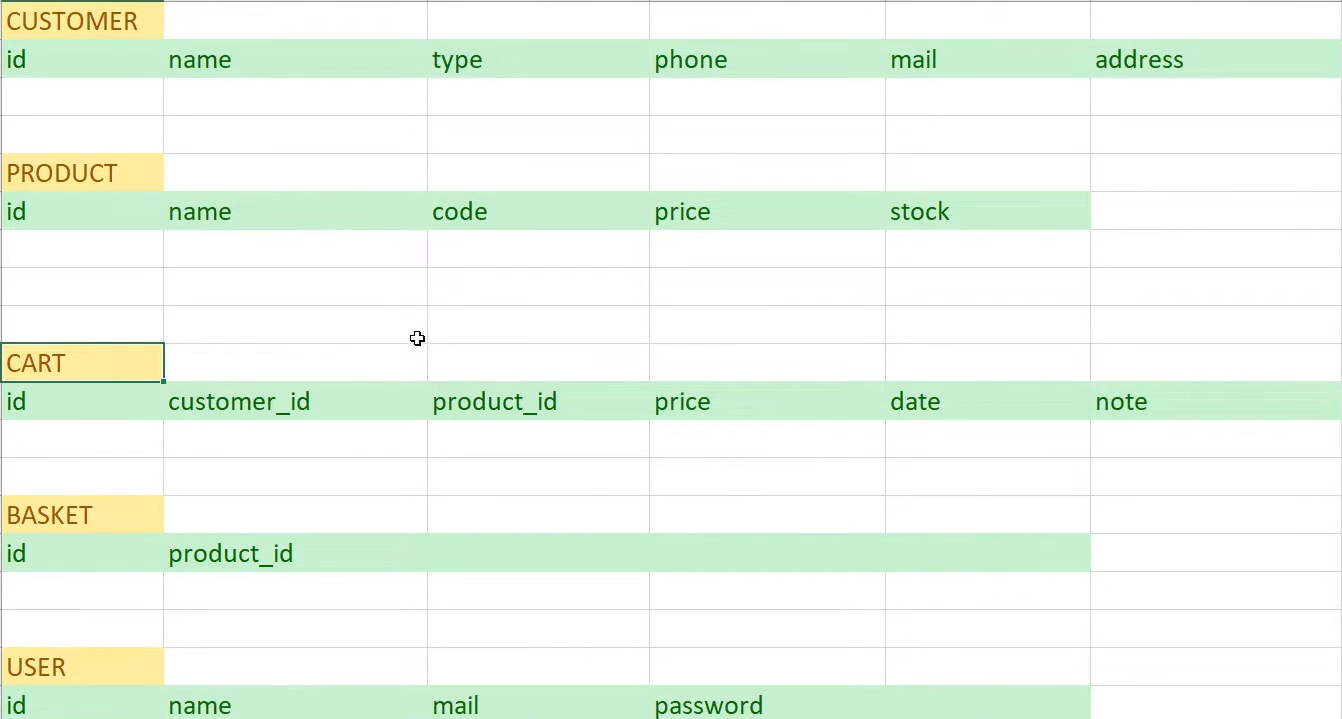 CUSTOMER
id name type phone mail address
PRODUCT
id name code price stock
CART
id customer_id product_id price date note
BASKET
id product_id
USER
id name mail password